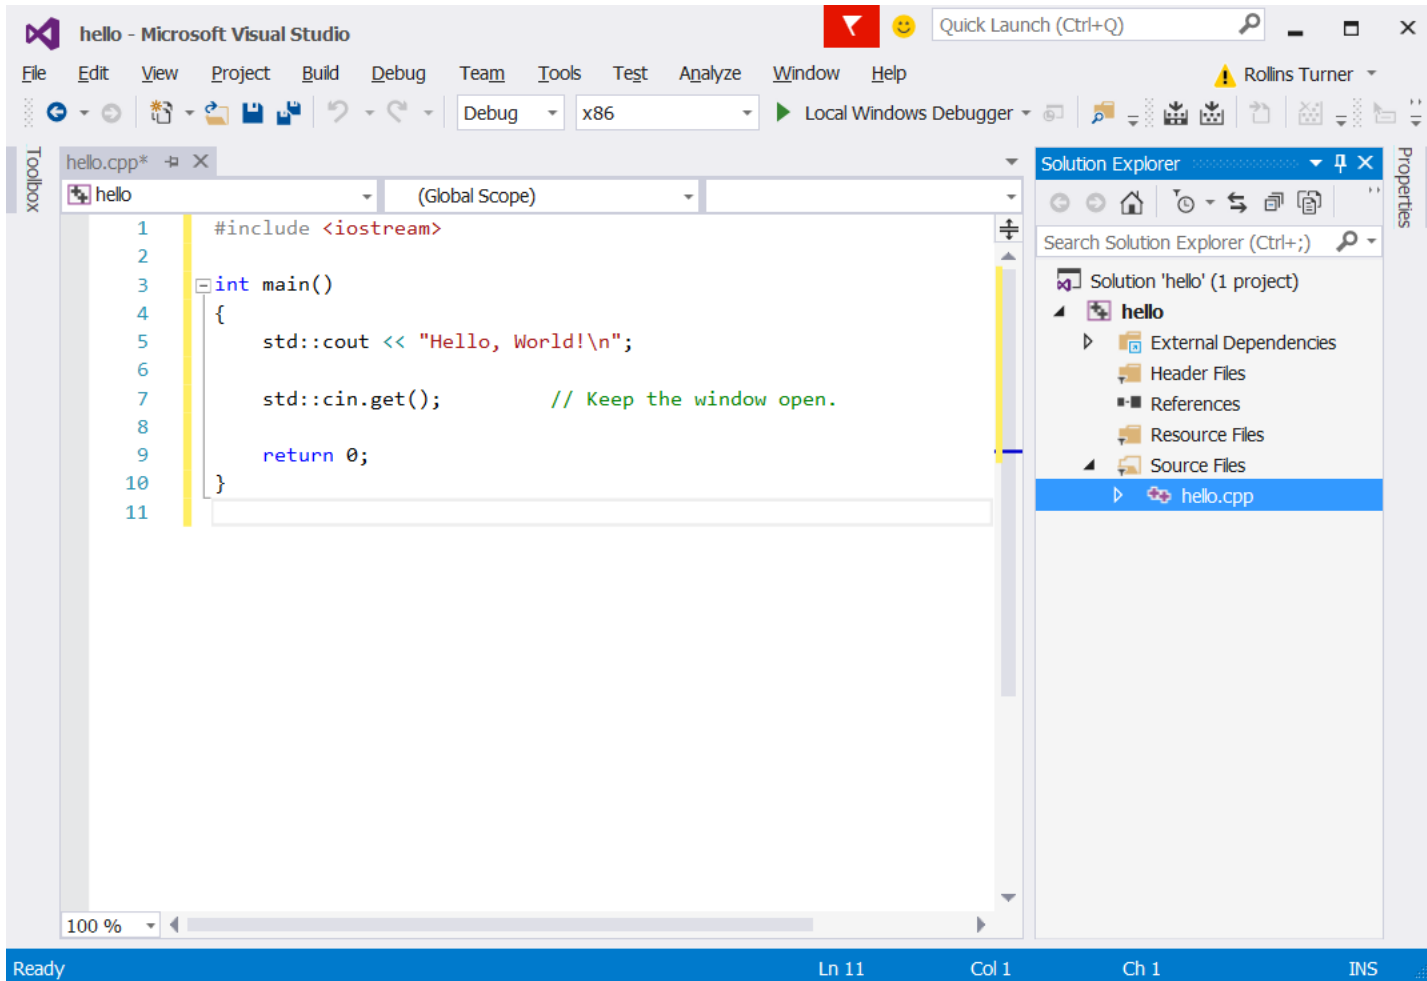 hello - Microsoft Visual Studio
Quick Launch (Ctrl+Q)
File Edit View Project Build Debug Team Tools Test Analyze Window Help
Rollins Turner
Debug x86 Local Windows Debugger
Toolbox
hello.cpp*
hello (Global Scope)
1 #include <iostream>
2
3 int main()
4 {
5     std::cout << "Hello, World!\n";
6
7     std::cin.get();         // Keep the window open.
8
9     return 0;
10 }
11
100 %
Solution Explorer
Search Solution Explorer (Ctrl+;)
Solution 'hello' (1 project)
hello
External Dependencies
Header Files
References
Resource Files
Source Files
hello.cpp
Properties
Ready Ln 11 Col 1 Ch 1 INS